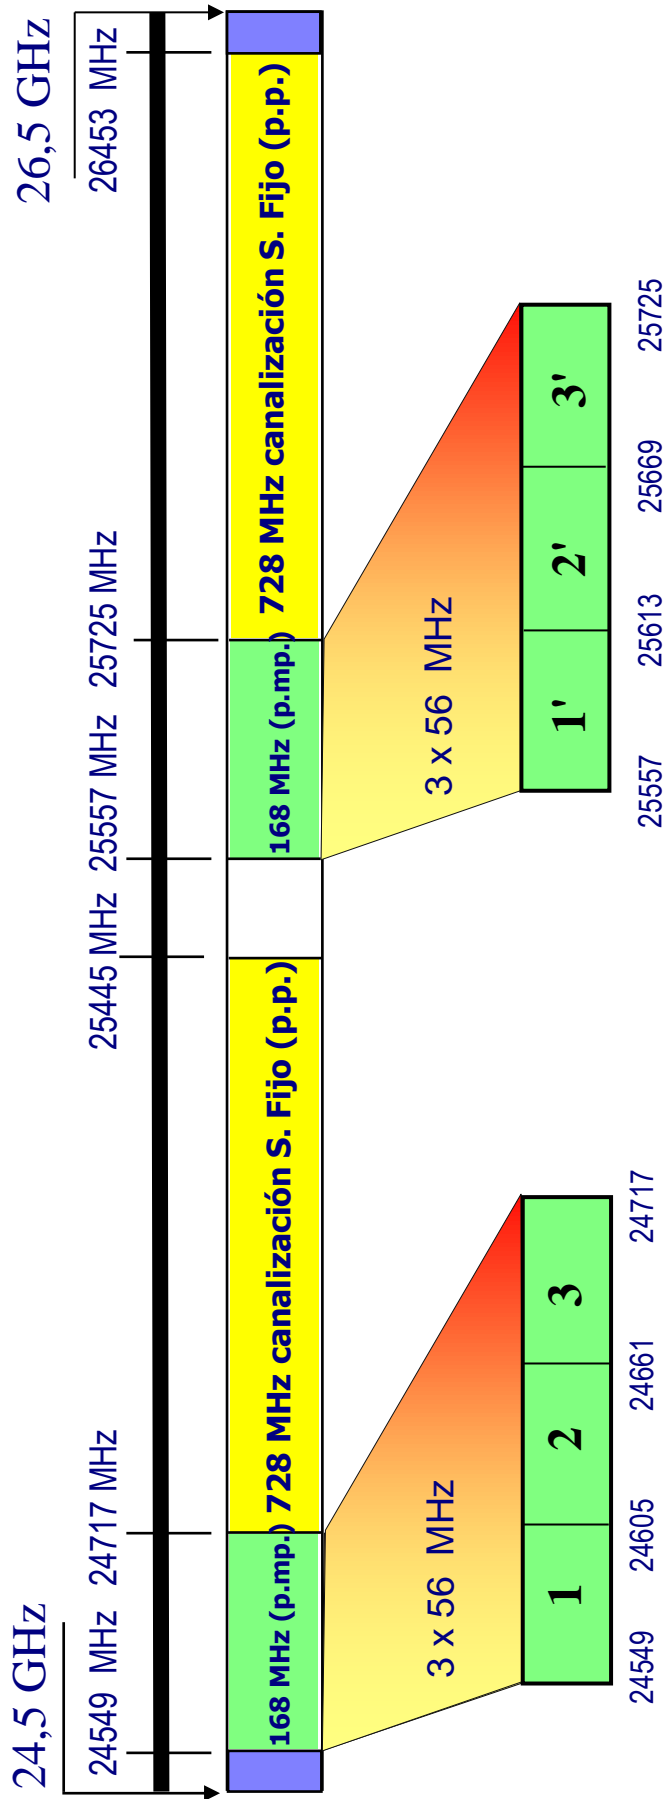 24,5 GHz
26,5 GHz
24549 MHz
24717 MHz
25445 MHz
25557 MHz
25725 MHz
26453 MHz
168 MHz (p.mp.)
728 MHz canalización S. Fijo (p.p.)
168 MHz (p.mp.)
728 MHz canalización S. Fijo (p.p.)
3 x 56 MHz
3 x 56 MHz
1
2
3
1'
2'
3'
24549
24605
24661
24717
25557
25613
25669
25725